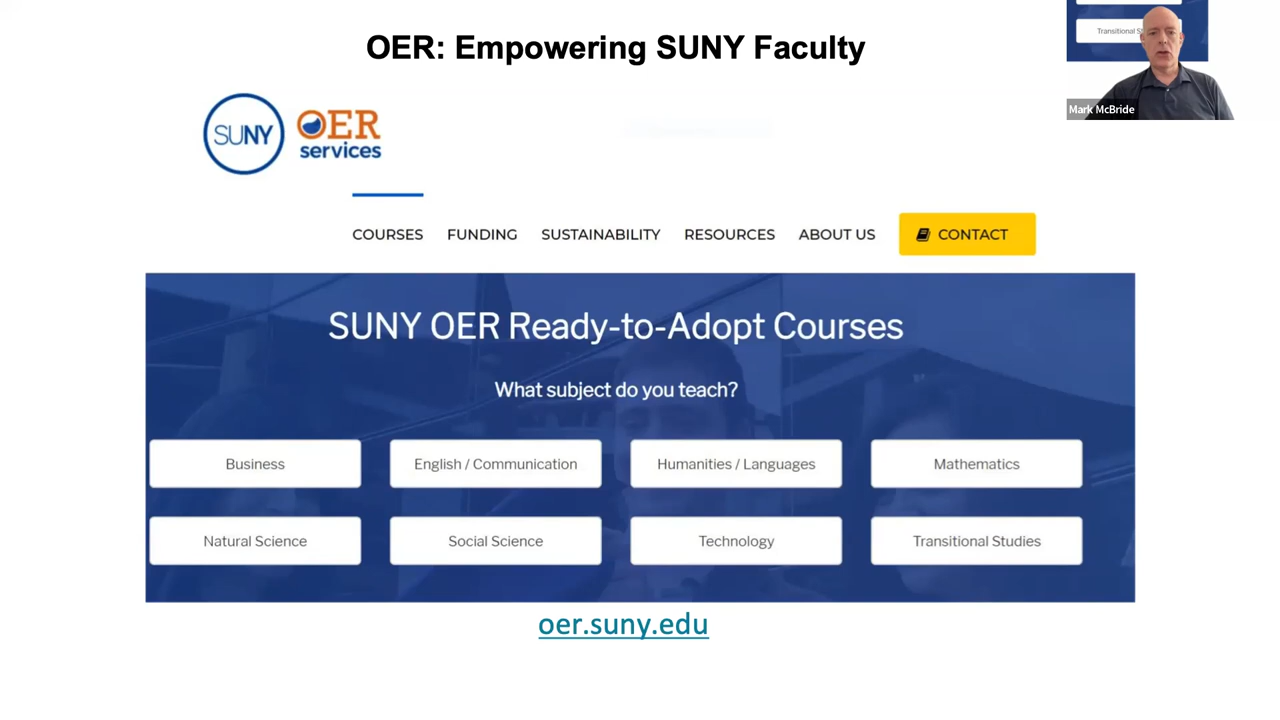 OER: Empowering SUNY Faculty
Transitional St
Mark McBride
SUNY
OER
services
COURSES FUNDING SUSTAINABILITY RESOURCES ABOUT US CONTACT
SUNY OER Ready-to-Adopt Courses
What subject do you teach?
Business English / Communication Humanities / Languages Mathematics
Natural Science Social Science Technology Transitional Studies
oer.suny.edu